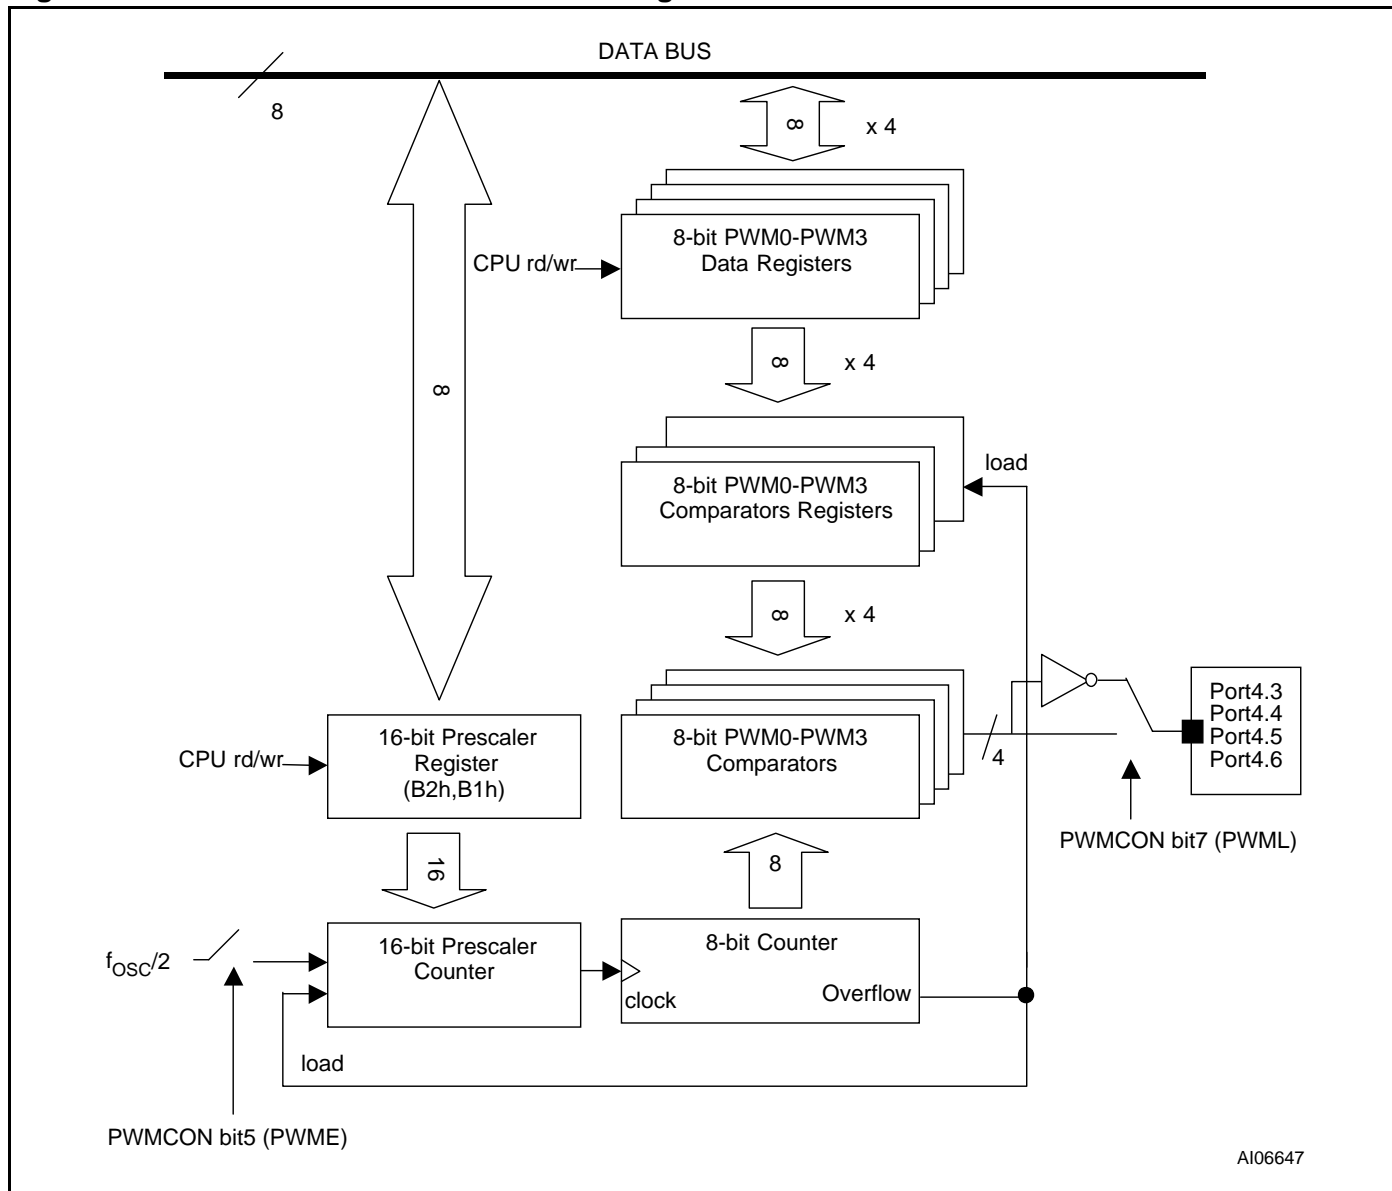 DATA BUS
8
8
x 4
8-bit PWM0-PWM3
Data Registers
CPU rd/wr
8
x 4
8
load
8-bit PWM0-PWM3
Comparators Registers
8
x 4
Port4.3
Port4.4
Port4.5
Port4.6
16-bit Prescaler
Register
(B2h,B1h)
CPU rd/wr
8-bit PWM0-PWM3
Comparators
4
PWMCON bit7 (PWML)
16
8
16-bit Prescaler
Counter
8-bit Counter
fOSC/2
clock
Overflow
load
PWMCON bit5 (PWME)
AI06647